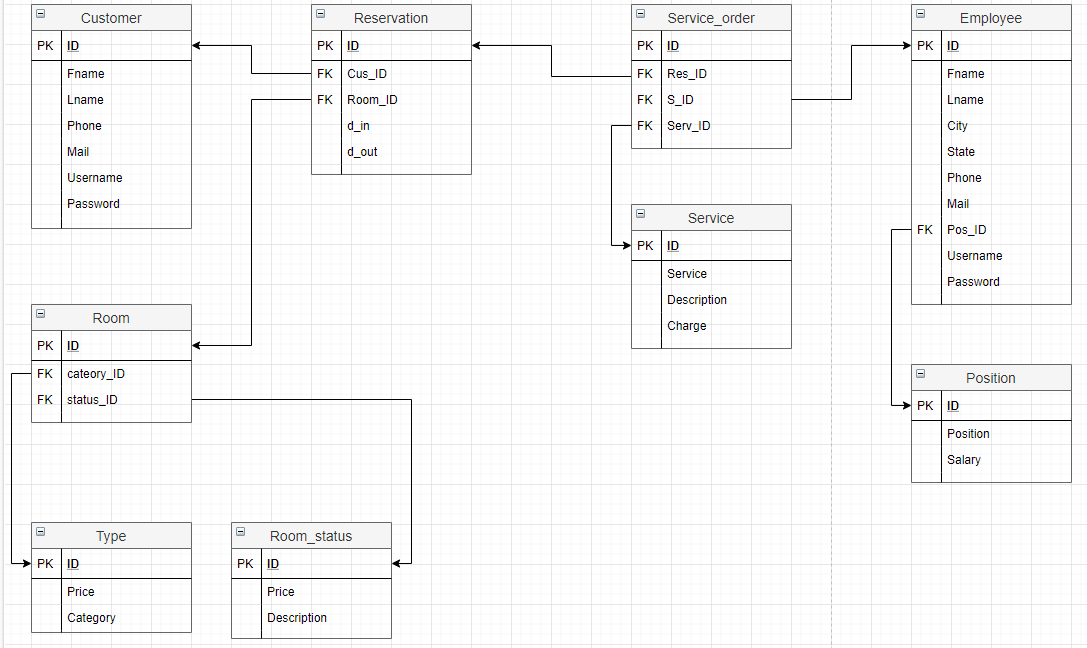 Customer
PK ID
Fname
Lname
Phone
Mail
Username
Password
Reservation
PK ID
FK Cus_ID
FK Room_ID
d_in
d_out
Service_order
PK ID
FK Res_ID
FK S_ID
FK Serv_ID
Employee
PK ID
Fname
Lname
City
State
Phone
Mail
FK Pos_ID
Username
Password
Service
PK ID
Service
Description
Charge
Room
PK ID
FK cateory_ID
FK status_ID
Position
PK ID
Position
Salary
Type
PK ID
Price
Category
Room_status
PK ID
Price
Description